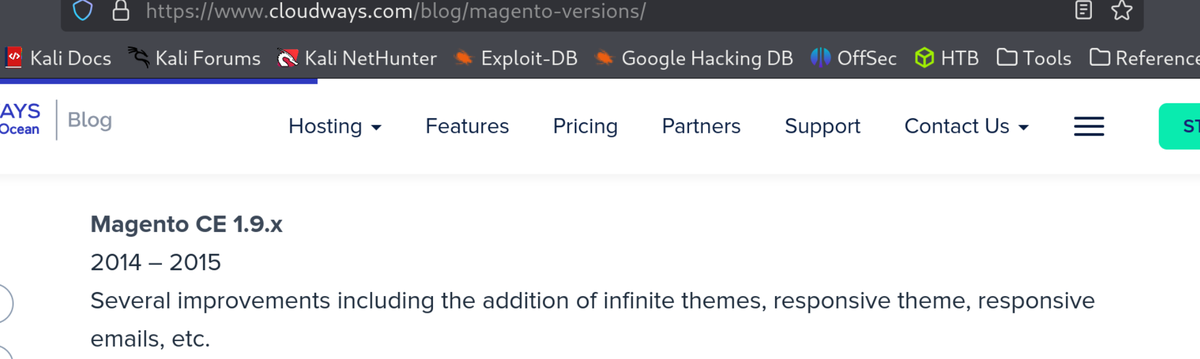 https://www.cloudways.com/blog/magento-versions/
Kali Docs Kali Forums Kali NetHunter Exploit-DB Google Hacking DB OffSec HTB Tools Reference
AYS
Ocean
Blog Hosting Features Pricing Partners Support Contact Us ST
Magento CE 1.9.x
2014 – 2015
Several improvements including the addition of infinite themes, responsive theme, responsive
emails, etc.